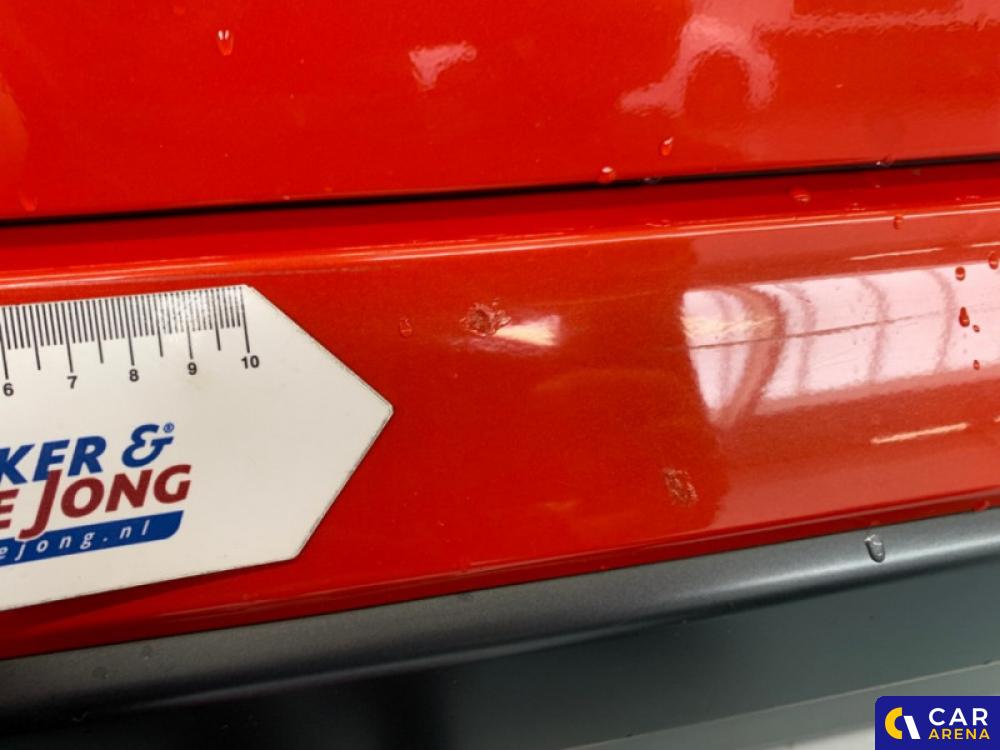 6 7 8 9 10
KER &®
E JONG
ejong.nl
CAR
ARENA